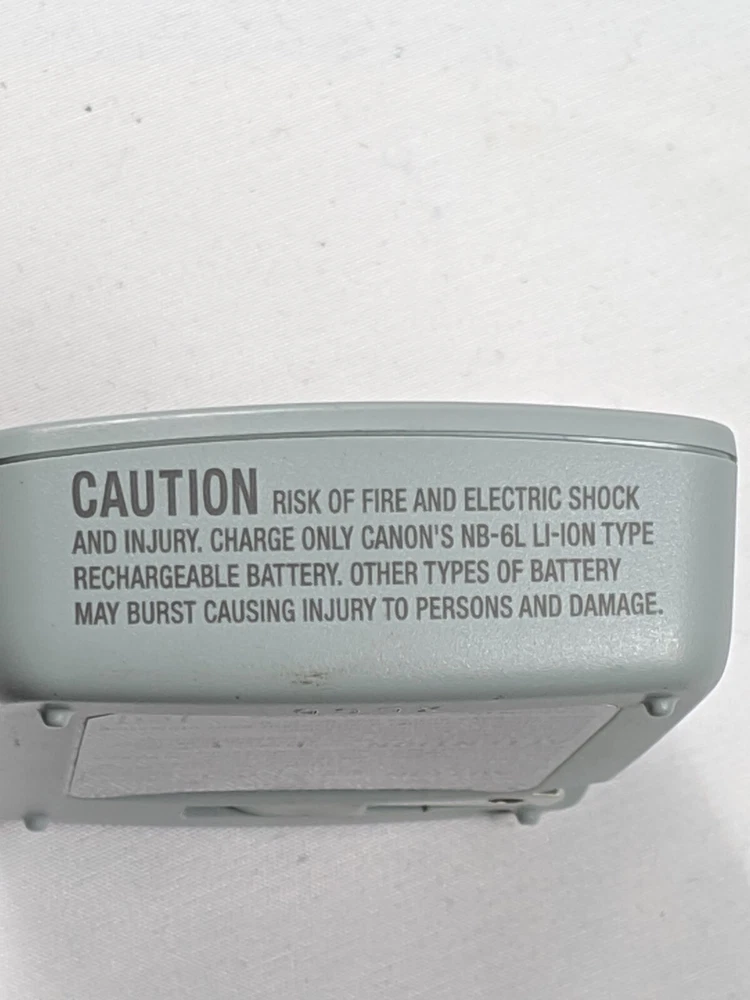 CAUTION RISK OF FIRE AND ELECTRIC SHOCK
AND INJURY. CHARGE ONLY CANON'S NB-6L LI-ION TYPE
RECHARGEABLE BATTERY. OTHER TYPES OF BATTERY
MAY BURST CAUSING INJURY TO PERSONS AND DAMAGE.